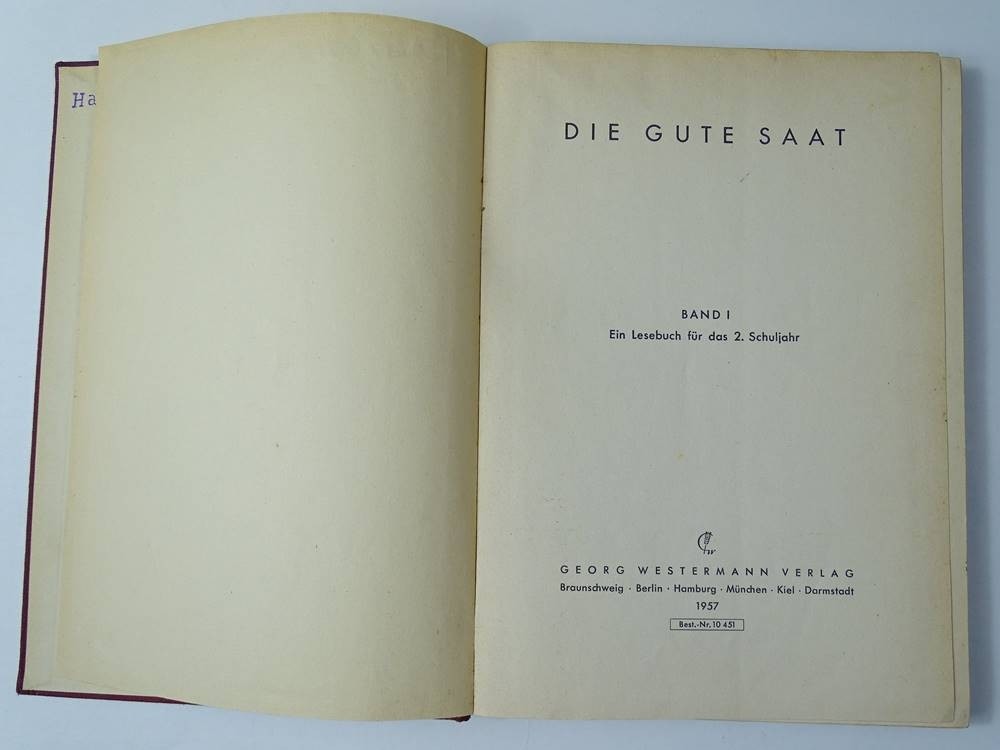 Ha
DIE GUTE SAAT
BAND I
Ein Lesebuch für das 2. Schuljahr
GEORG WESTERMANN VERLAG
Braunschweig · Berlin · Hamburg · München · Kiel · Darmstadt
1957
Best.-Nr. 10 451